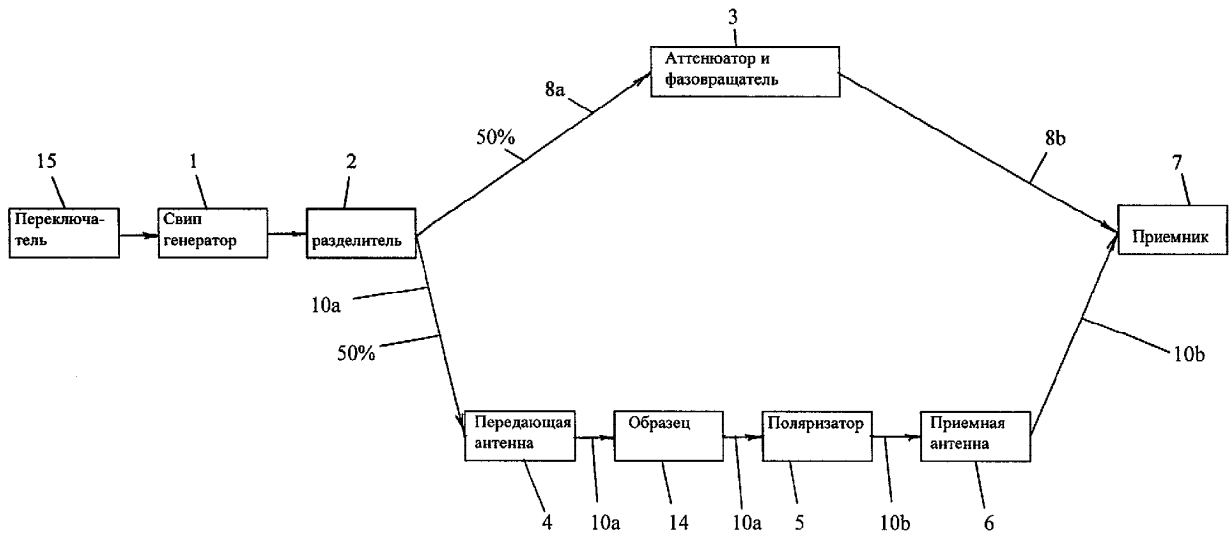 3
Аттенюатор и
фазовращатель
8a
50%
8b
15
1
2
7
Переключа-
тель
Свип
генератор
разделитель
Приемник
10a
50%
10b
Передающая
антенна
Образец
Поляризатор
Приемная
антенна
4
10a
14
10a
5
10b
6